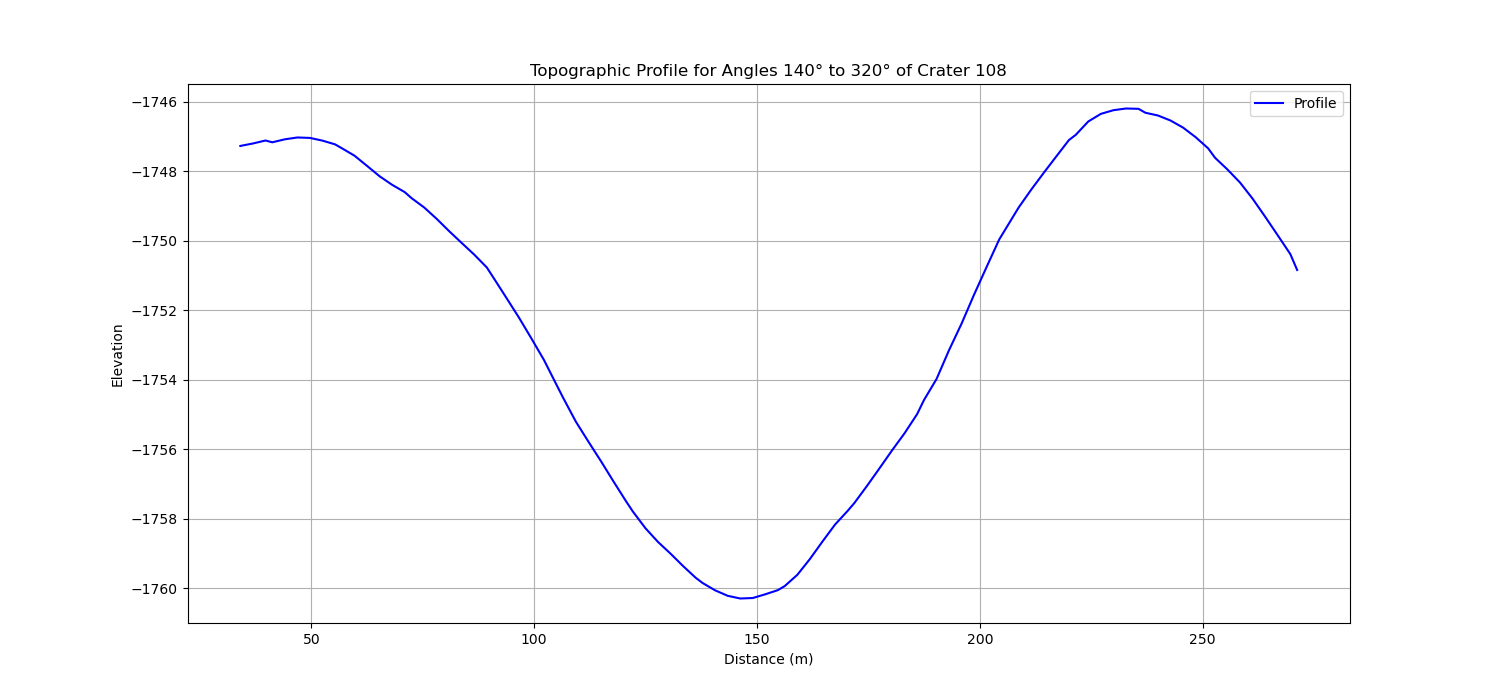 Topographic Profile for Angles 140° to 320° of Crater 108
Profile
−1746
−1748
−1750
−1752
−1754
−1756
−1758
−1760
Elevation
50 100 150 200 250
Distance (m)